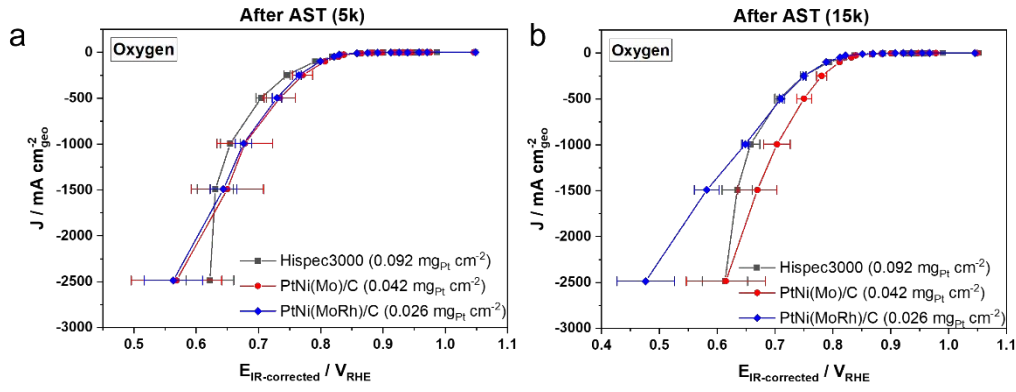 a
After AST (5k)
Oxygen
0
-500
-1000
-1500
-2000
-2500
-3000
J / mA cm⁻²geo
Hispec3000 (0.092 mgPt cm⁻²)
PtNi(Mo)/C (0.042 mgPt cm⁻²)
PtNi(MoRh)/C (0.026 mgPt cm⁻²)
0.5 0.6 0.7 0.8 0.9 1.0 1.1
EIR-corrected / VRHE
b
After AST (15k)
Oxygen
0
-500
-1000
-1500
-2000
-2500
-3000
J / mA cm⁻²geo
Hispec3000 (0.092 mgPt cm⁻²)
PtNi(Mo)/C (0.042 mgPt cm⁻²)
PtNi(MoRh)/C (0.026 mgPt cm⁻²)
0.4 0.5 0.6 0.7 0.8 0.9 1.0 1.1
EIR-corrected / VRHE